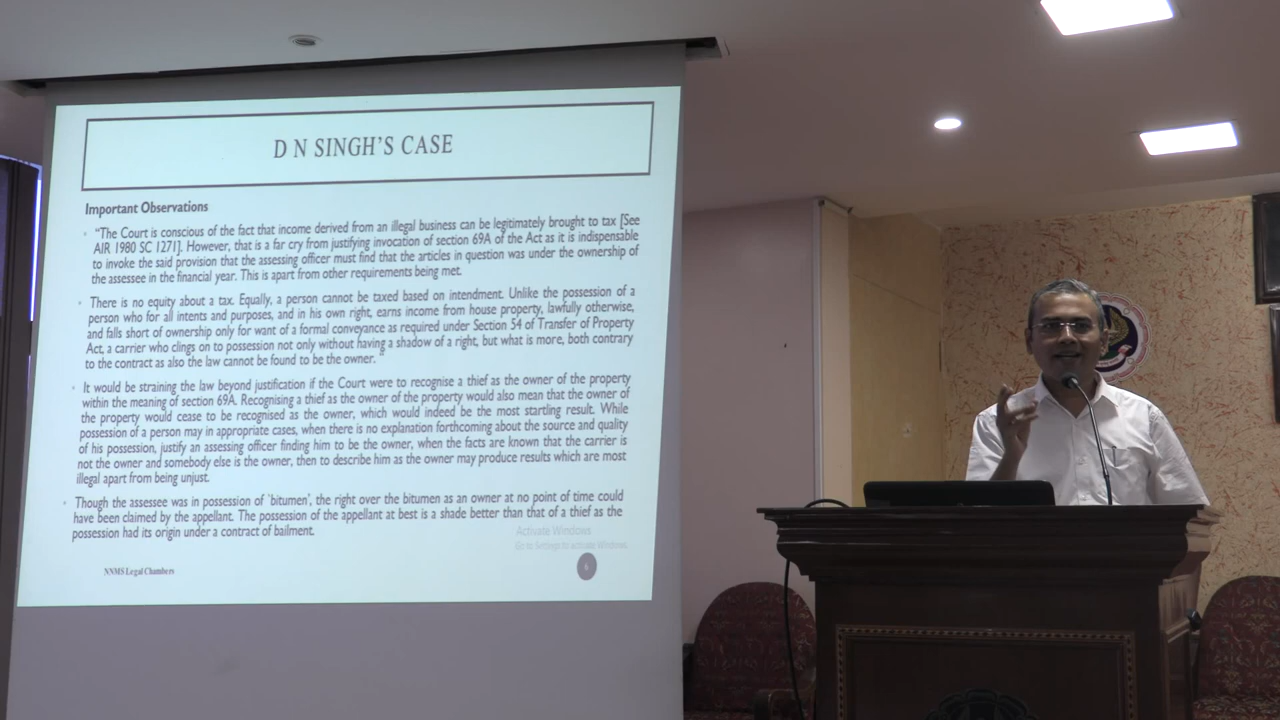 D N SINGH'S CASE
Important Observations
"The Court is conscious of the fact that income derived from an illegal business can be legitimately brought to tax [See
AIR 1980 SC 1271]. However, that is a far cry from justifying invocation of section 69A of the Act as it is indispensable
to invoke the said provision that the assessing officer must find that the articles in question was under the ownership of
the assessee in the financial year. This is apart from other requirements being met.
There is no equity about a tax. Equally, a person cannot be taxed based on intendment. Unlike the possession of a
person who for all intents and purposes, and in his own right, earns income from house property, lawfully otherwise,
and falls short of ownership only for want of a formal conveyance as required under Section 54 of Transfer of Property
Act, a carrier who clings on to possession not only without having a shadow of a right, but what is more, both contrary
to the contract as also the law cannot be found to be the owner. "
It would be straining the law beyond justification if the Court were to recognise a thief as the owner of the property
within the meaning of section 69A. Recognising a thief as the owner of the property would also mean that the owner of
the property would cease to be recognised as the owner, which would indeed be the most startling result. While
possession of a person may in appropriate cases, when there is no explanation forthcoming about the source and quality
of his possession, justify an assessing officer finding him to be the owner, when the facts are known that the carrier is
not the owner and somebody else is the owner, then to describe him as the owner may produce results which are most
illegal apart from being unjust.
Though the assessee was in possession of 'bitumen', the right over the bitumen as an owner at no point of time could
have been claimed by the appellant. The possession of the appellant at best is a shade better than that of a thief as the
possession had its origin under a contract of bailment.
Activate Windows
Go to Settings to activate Windows.
NNMS Legal Chambers